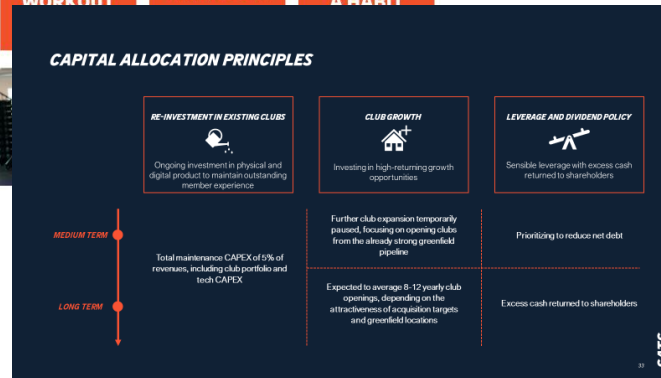 WORKOUT
A HABIT
CAPITAL ALLOCATION PRINCIPLES
RE-INVESTMENT IN EXISTING CLUBS
Ongoing investment in physical and
digital product to maintain outstanding
member experience
CLUB GROWTH
Investing in high-returning growth
opportunities
LEVERAGE AND DIVIDEND POLICY
Sensible leverage with excess cash
returned to shareholders
MEDIUM TERM
Total maintenance CAPEX of 5% of
revenues, including club portfolio and
tech CAPEX
Further club expansion temporarily
paused, focusing on opening clubs
from the already strong greenfield
pipeline
Prioritizing to reduce net debt
LONG TERM
Expected to average 8-12 yearly club
openings, depending on the
attractiveness of acquisition targets
and greenfield locations
Excess cash returned to shareholders
33
SATS